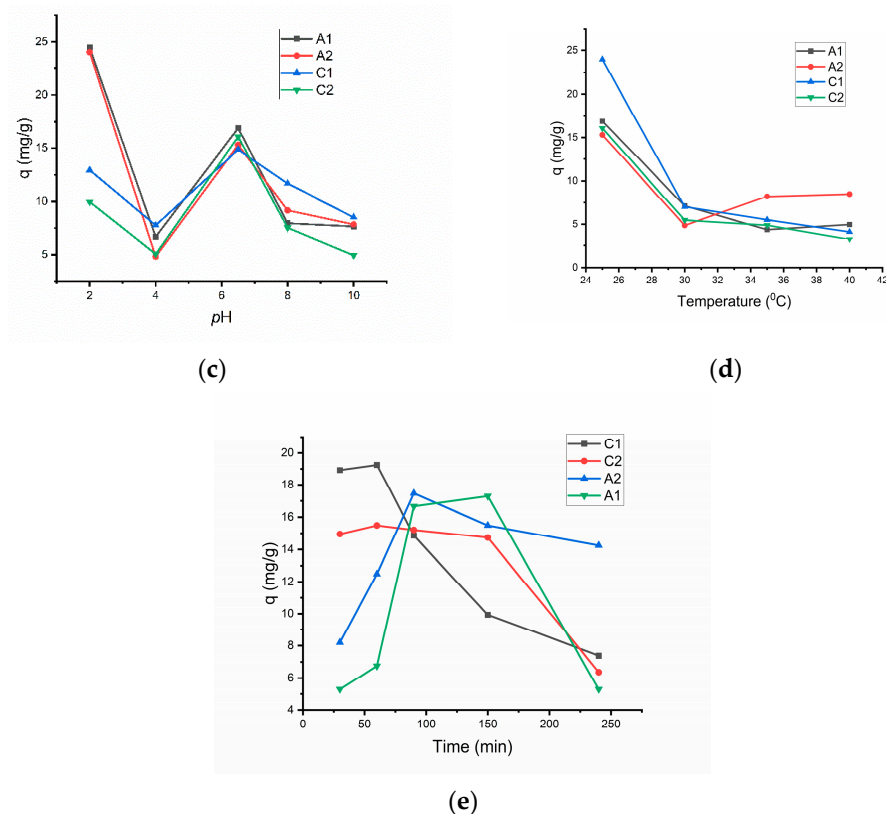 25
20
15
10
5
q (mg/g)
2 4 6 8 10
pH
A1
A2
C1
C2
(c)
25
20
15
10
5
0
q (mg/g)
24 26 28 30 32 34 36 38 40 42
Temperature (⁰C)
A1
A2
C1
C2
(d)
20
18
16
14
12
10
8
6
4
q (mg/g)
0 50 100 150 200 250
Time (min)
C1
C2
A2
A1
(e)